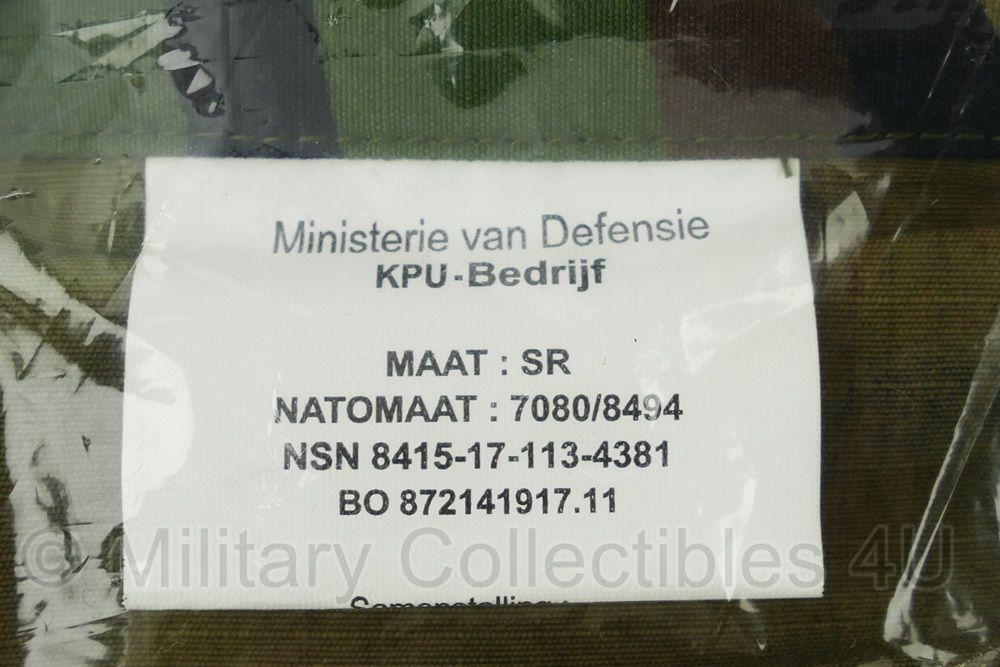 Ministerie van Defensie
KPU-Bedrijf
MAAT : SR
NATOMAAT : 7080/8494
NSN 8415-17-113-4381
BO 872141917.11
© Military Collectibles 4U
Samenstelling :